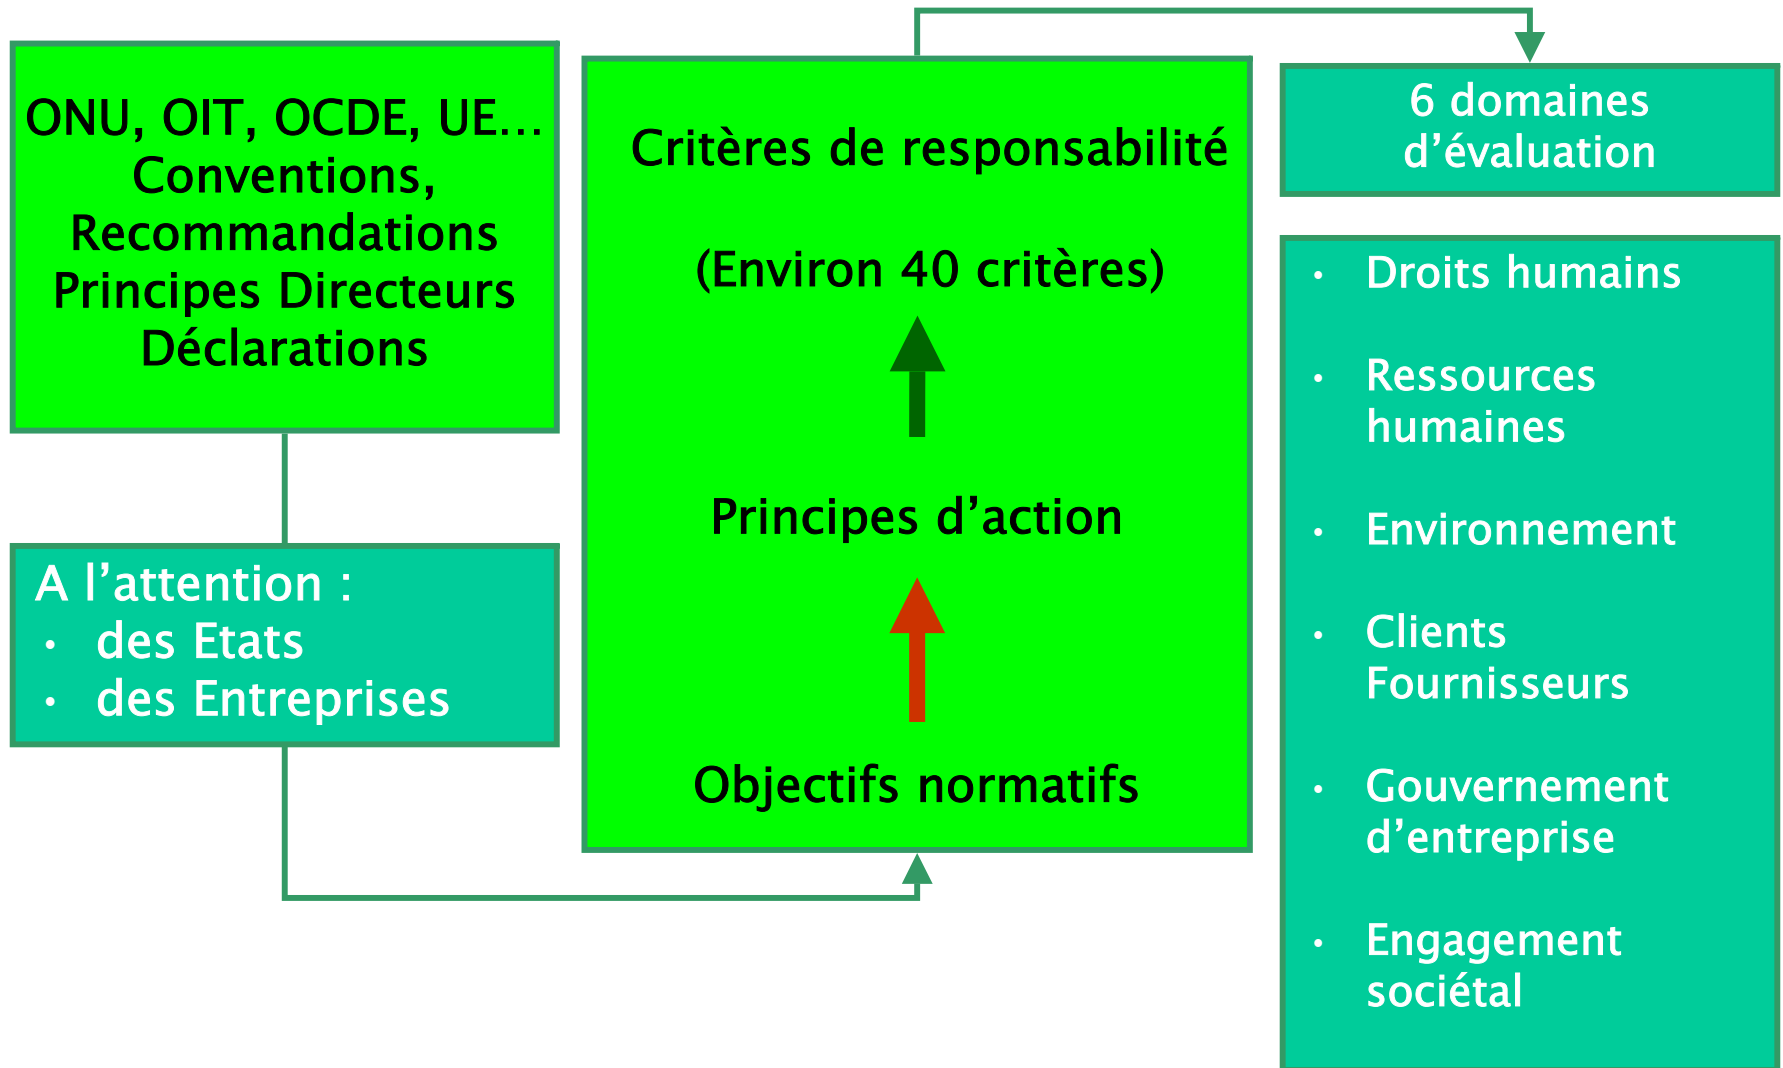 ONU, OIT, OCDE, UE…
Conventions,
Recommandations
Principes Directeurs
Déclarations
A l’attention :
• des Etats
• des Entreprises
Critères de responsabilité
(Environ 40 critères)
Principes d’action
Objectifs normatifs
6 domaines
d’évaluation
• Droits humains
• Ressources
humaines
• Environnement
• Clients
Fournisseurs
• Gouvernement
d’entreprise
• Engagement
sociétal